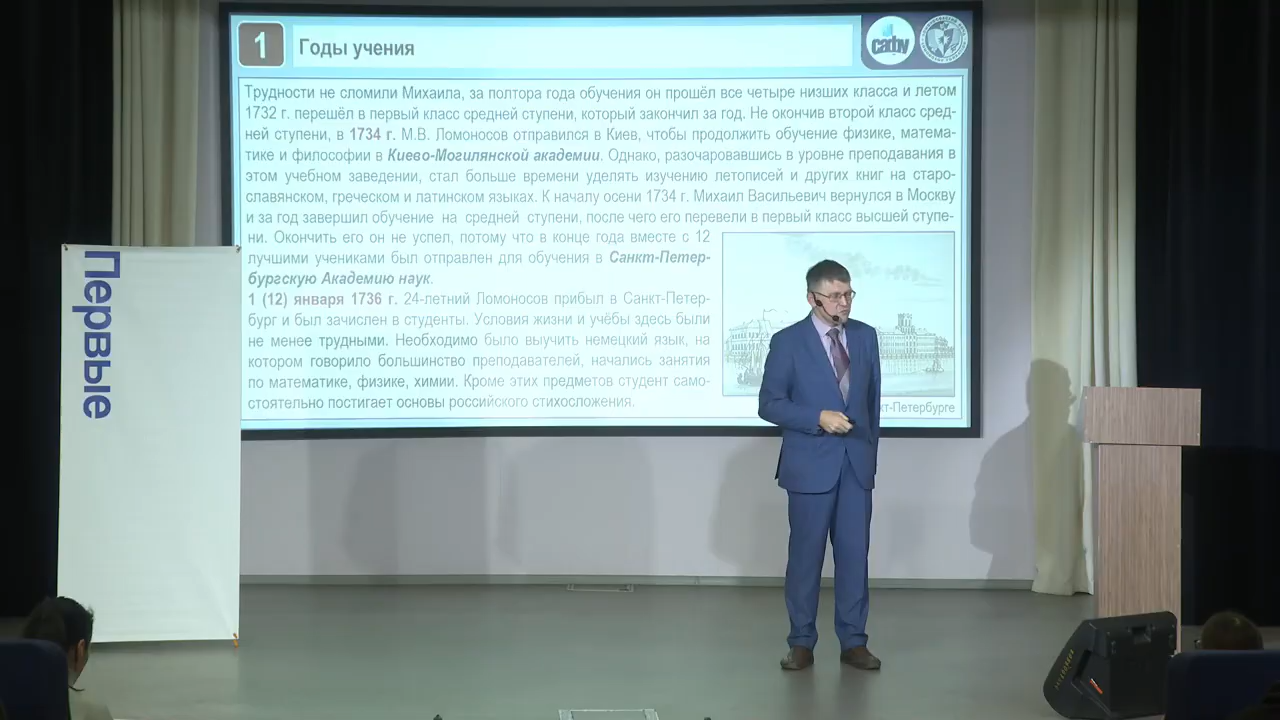 1
Годы учения
сафу
Трудности не сломили Михаила, за полтора года обучения он прошёл все четыре низших класса и летом
1732 г. перешёл в первый класс средней ступени, который закончил за год. Не окончив второй класс сред-
ней ступени, в 1734 г. М.В. Ломоносов отправился в Киев, чтобы продолжить обучение физике, матема-
тике и философии в Киево-Могилянской академии. Однако, разочаровавшись в уровне преподавания в
этом учебном заведении, стал больше времени уделять изучению летописей и других книг на старо-
славянском, греческом и латинском языках. К началу осени 1734 г. Михаил Васильевич вернулся в Москву
и за год завершил обучение на средней ступени, после чего его перевели в первый класс высшей ступе-
ни. Окончить его он не успел, потому что в конце года вместе с 12
лучшими учениками был отправлен для обучения в Санкт-Петер-
бургскую Академию наук.
1 (12) января 1736 г. 24-летний Ломоносов прибыл в Санкт-Петер-
бург и был зачислен в студенты. Условия жизни и учёбы здесь были
не менее трудными. Необходимо было выучить немецкий язык, на
котором говорило большинство преподавателей, начались занятия
по математике, физике, химии. Кроме этих предметов студент само-
стоятельно постигает основы российского стихосложения.
кт-Петербурге
Первые